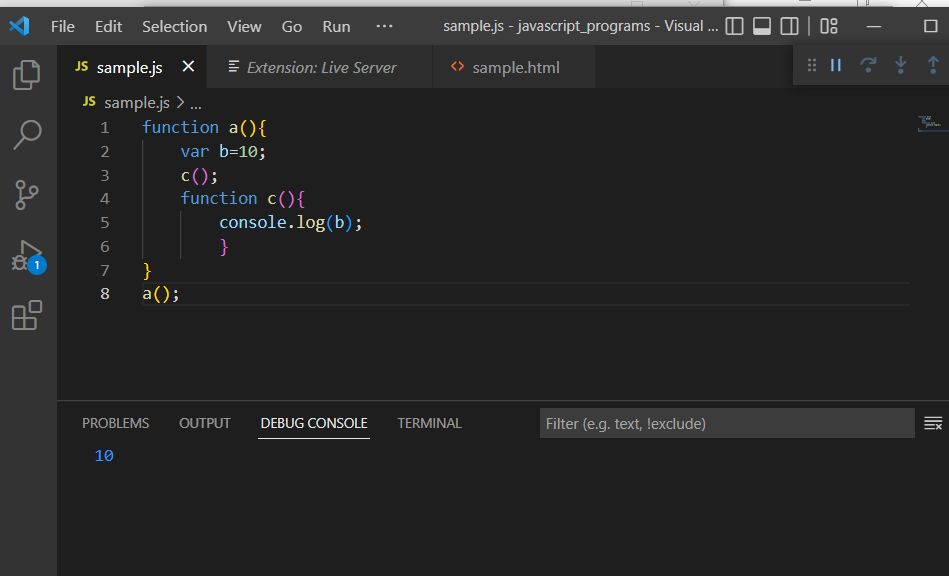 File Edit Selection View Go Run ··· sample.js - javascript_programs - Visual ...
JS sample.js × Extension: Live Server <> sample.html
JS sample.js > ...
1 function a(){
2 var b=10;
3 c();
4 function c(){
5 console.log(b);
6 }
7 }
8 a();
1
PROBLEMS OUTPUT DEBUG CONSOLE TERMINAL Filter (e.g. text, !exclude)
10